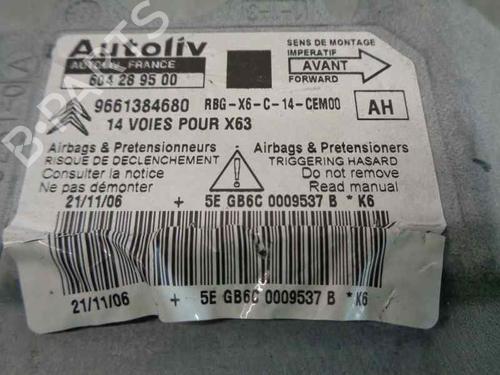 Autoliv
AUTOLIV FRANCE
604 28 95 00
SENS DE MONTAGE
IMPERATIF
AVANT
FORWARD
9661384680 RBG-X6-C-14-CEM00
AH
14 VOIES POUR X63
Airbags & Pretensioners
RISQUE DE DECLENCHEMENT
Consulter la notice
Ne pas démonter
Airbags & Pretensioners
TRIGGERING HASARD
Do not remove
Read manual
21/11/06 + 5E GB6C 0009537 B * K6
21/11/06 + 5E GB6C 0009537 B * K6
B-PARTS